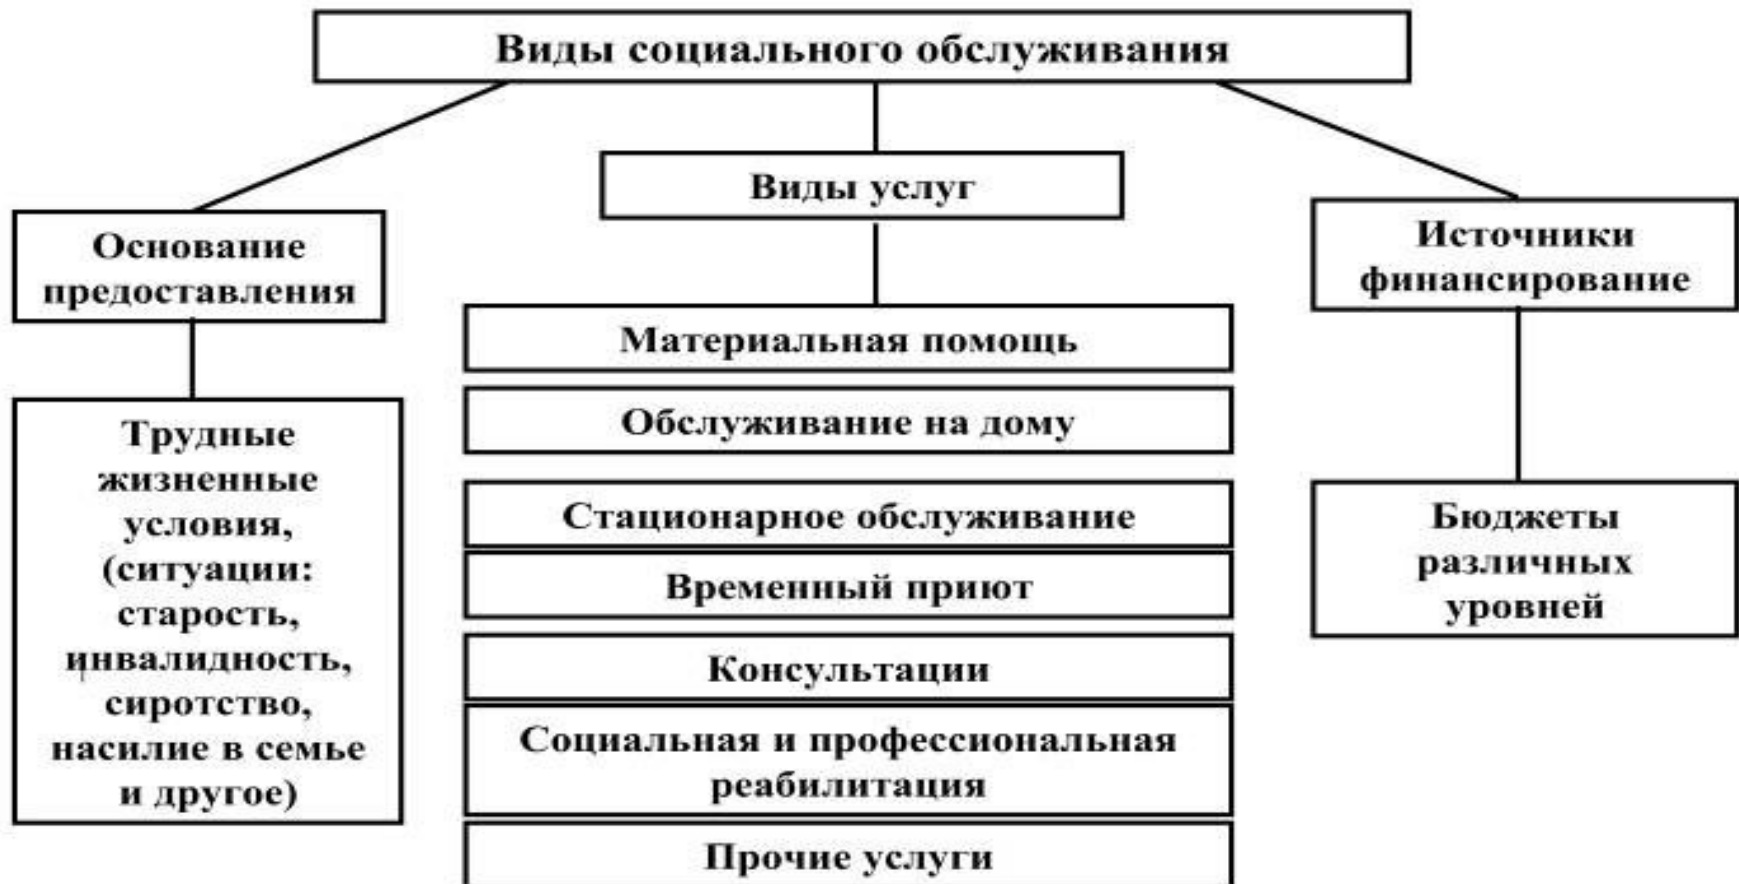 Виды социального обслуживания
Виды услуг
Основание
предоставления
Источники
финансирование
Материальная помощь
Обслуживание на дому
Стационарное обслуживание
Временный приют
Консультации
Социальная и профессиональная
реабилитация
Прочие услуги
Трудные
жизненные
условия,
(ситуации:
старость,
инвалидность,
сиротство,
насилие в семье
и другое)
Бюджеты
различных
уровней